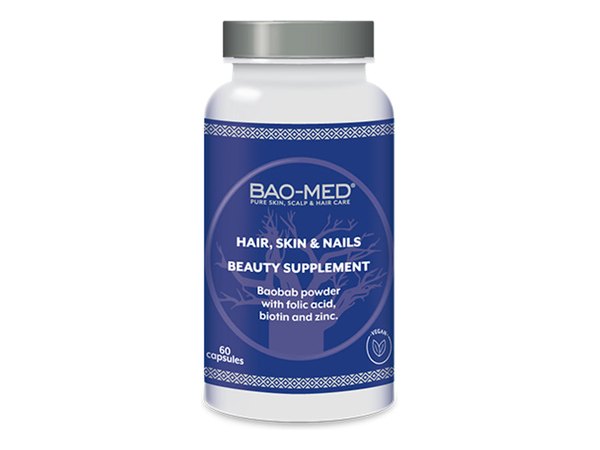 BAO-MED®
PURE SKIN, SCALP & HAIR CARE
HAIR, SKIN & NAILS
BEAUTY SUPPLEMENT
Baobab powder
with folic acid,
biotin and zinc.
60
capsules
VEGAN